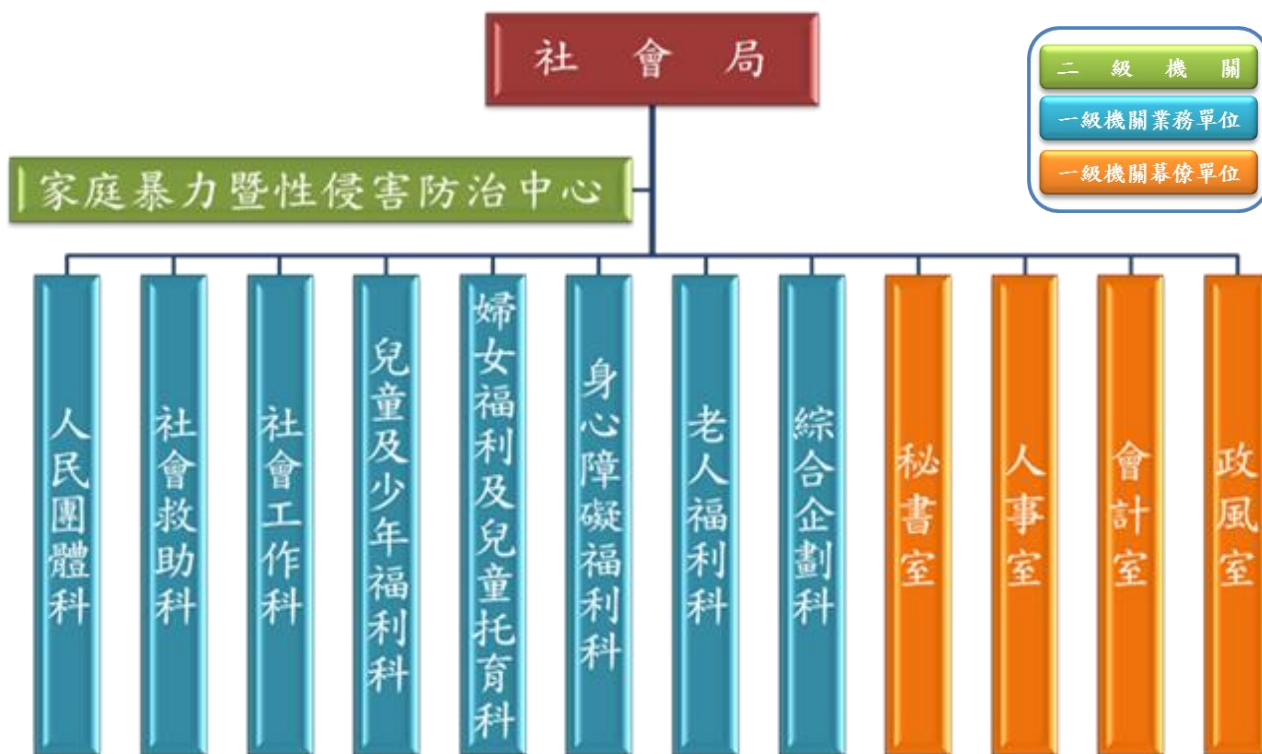 社會局
二級機關
一級機關業務單位
一級機關幕僚單位
家庭暴力暨性侵害防治中心
人民團體科
社會救助科
社會工作科
兒童及少年福利科
婦女福利及兒童托育科
身心障礙福利科
老人福利科
綜合企劃科
秘書室
人事室
會計室
政風室